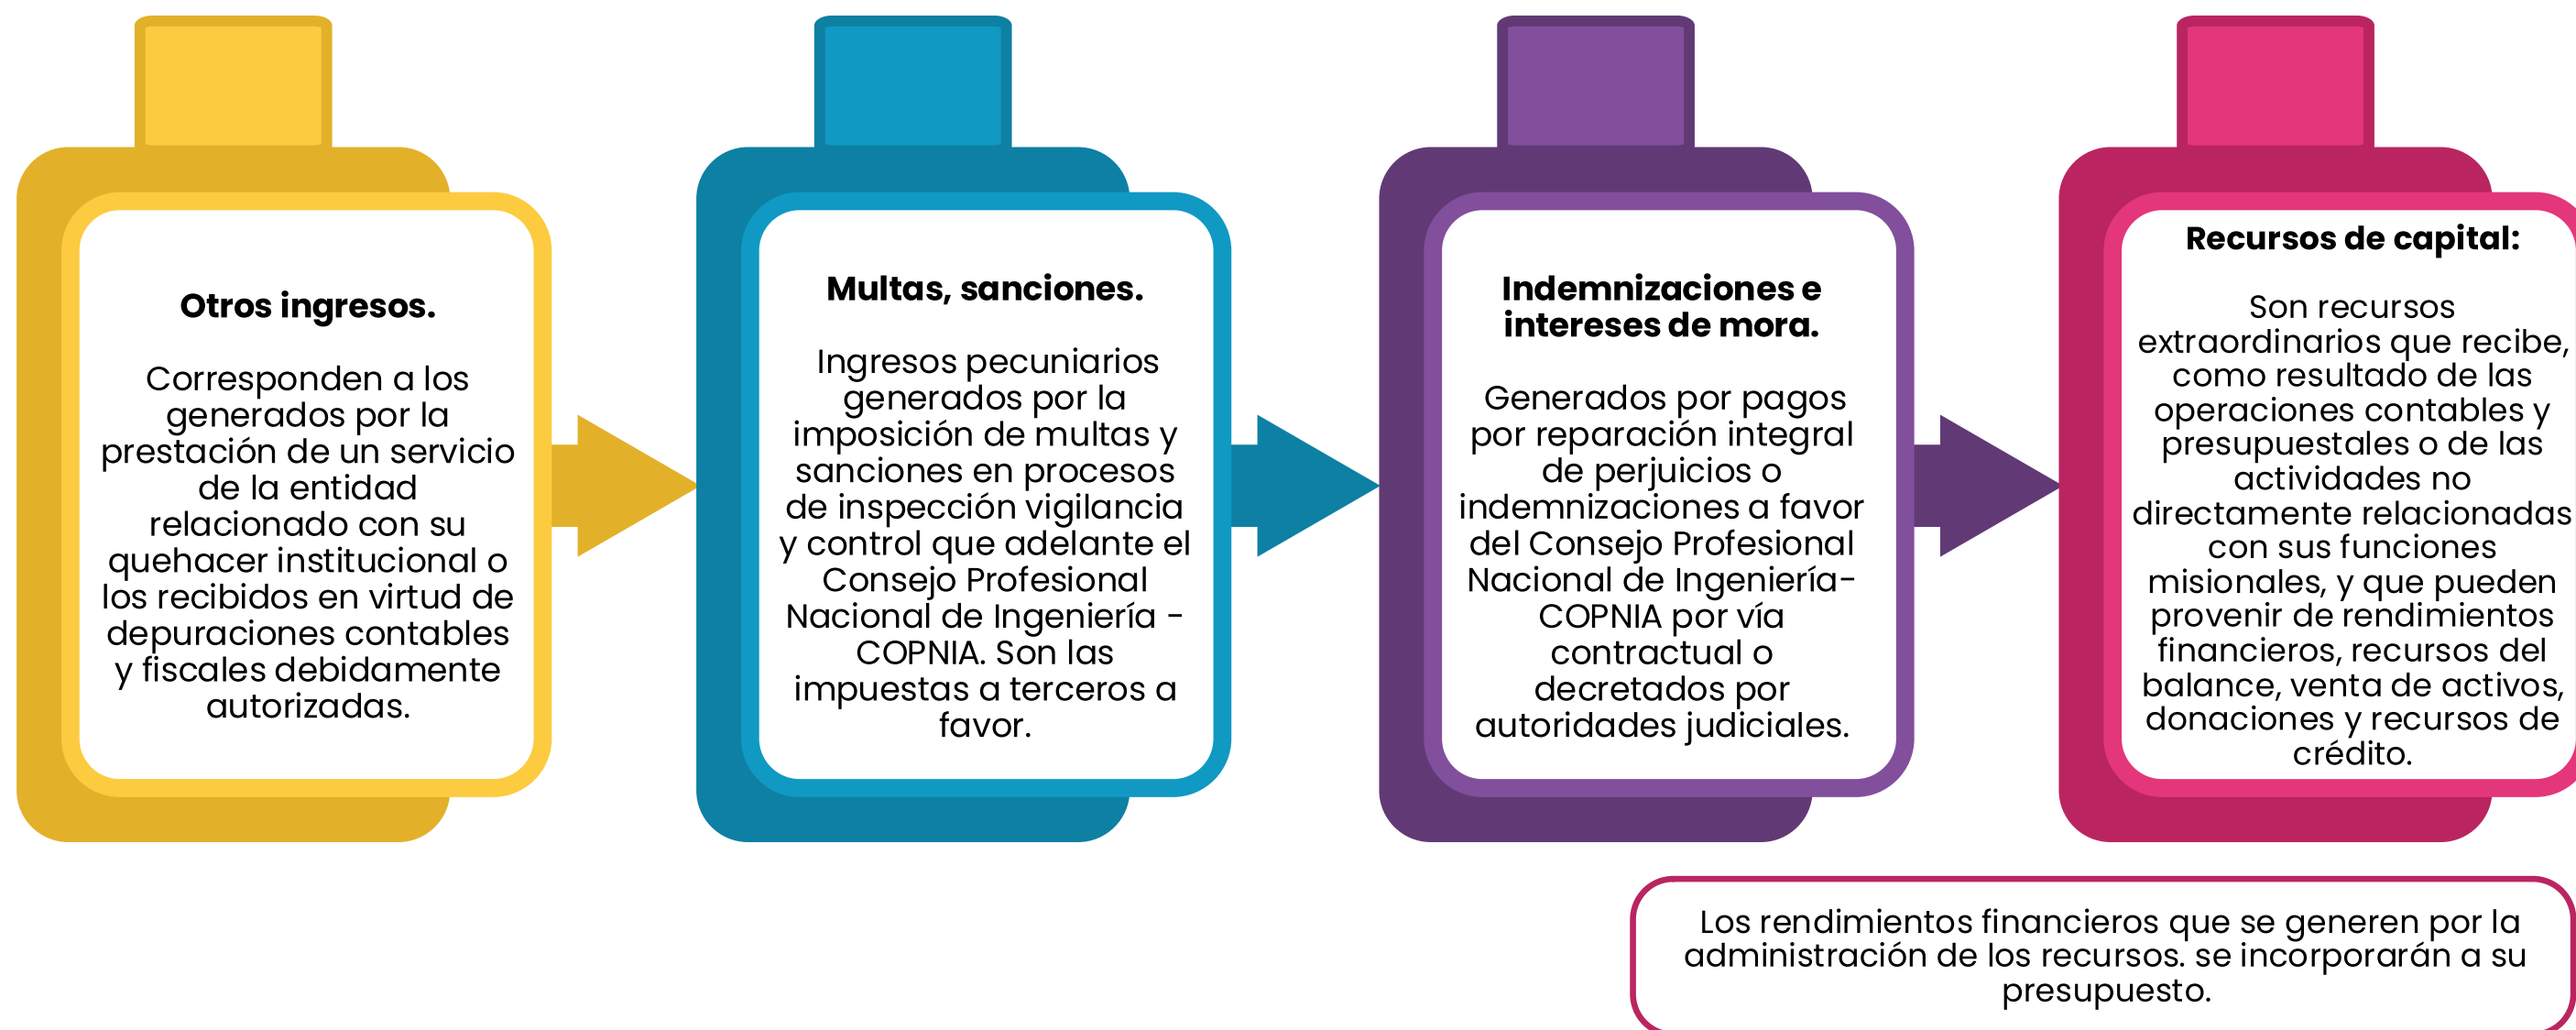 Otros ingresos.
Corresponden a los
generados por la
prestación de un servicio
de la entidad
relacionado con su
quehacer institucional o
los recibidos en virtud de
depuraciones contables
y fiscales debidamente
autorizadas.
Multas, sanciones.
Ingresos pecuniarios
generados por la
imposición de multas y
sanciones en procesos
de inspección vigilancia
y control que adelante el
Consejo Profesional
Nacional de Ingeniería -
COPNIA. Son las
impuestas a terceros a
favor.
Indemnizaciones e
intereses de mora.
Generados por pagos
por reparación integral
de perjuicios o
indemnizaciones a favor
del Consejo Profesional
Nacional de Ingeniería-
COPNIA por vía
contractual o
decretados por
autoridades judiciales.
Recursos de capital:
Son recursos
extraordinarios que recibe,
como resultado de las
operaciones contables y
presupuestales o de las
actividades no
directamente relacionadas
con sus funciones
misionales, y que pueden
provenir de rendimientos
financieros, recursos del
balance, venta de activos,
donaciones y recursos de
crédito.
Los rendimientos financieros que se generen por la
administración de los recursos. se incorporarán a su
presupuesto.